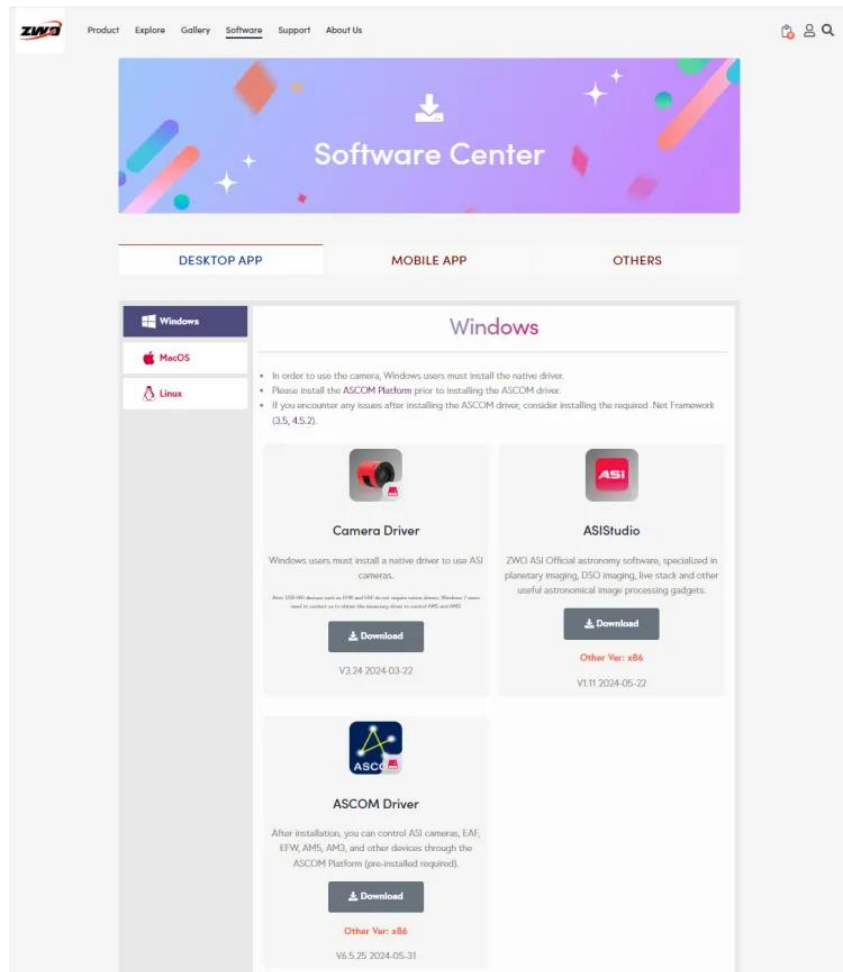 ZWO
Product Explore Gallery Software Support About Us
Software Center
DESKTOP APP MOBILE APP OTHERS
Windows
MacOS
Linux
Windows
In order to use the camera, Windows users must install the native driver.
Please install the ASCOM Platform prior to installing the ASCOM driver.
If you encounter any issues after installing the ASCOM driver, consider installing the required .Net Framework
(3.5, 4.5.2).
Camera Driver
Windows users must install a native driver to use ASI
cameras.
Download
V3.24 2024-03-22
ASI
ASIStudio
ZWO ASI Official astronomy software, specialized in
planetary imaging, DSO imaging, live stack and other
useful astronomical image processing gadgets.
Download
Other Ver: x86
V1.11 2024-05-22
ASCO
ASCOM Driver
After installation, you can control ASI cameras, EAF,
EFW, AM5, AM3, and other devices through the
ASCOM Platform (pre-installed required).
Download
Other Ver: x86
V6.5.25 2024-05-31